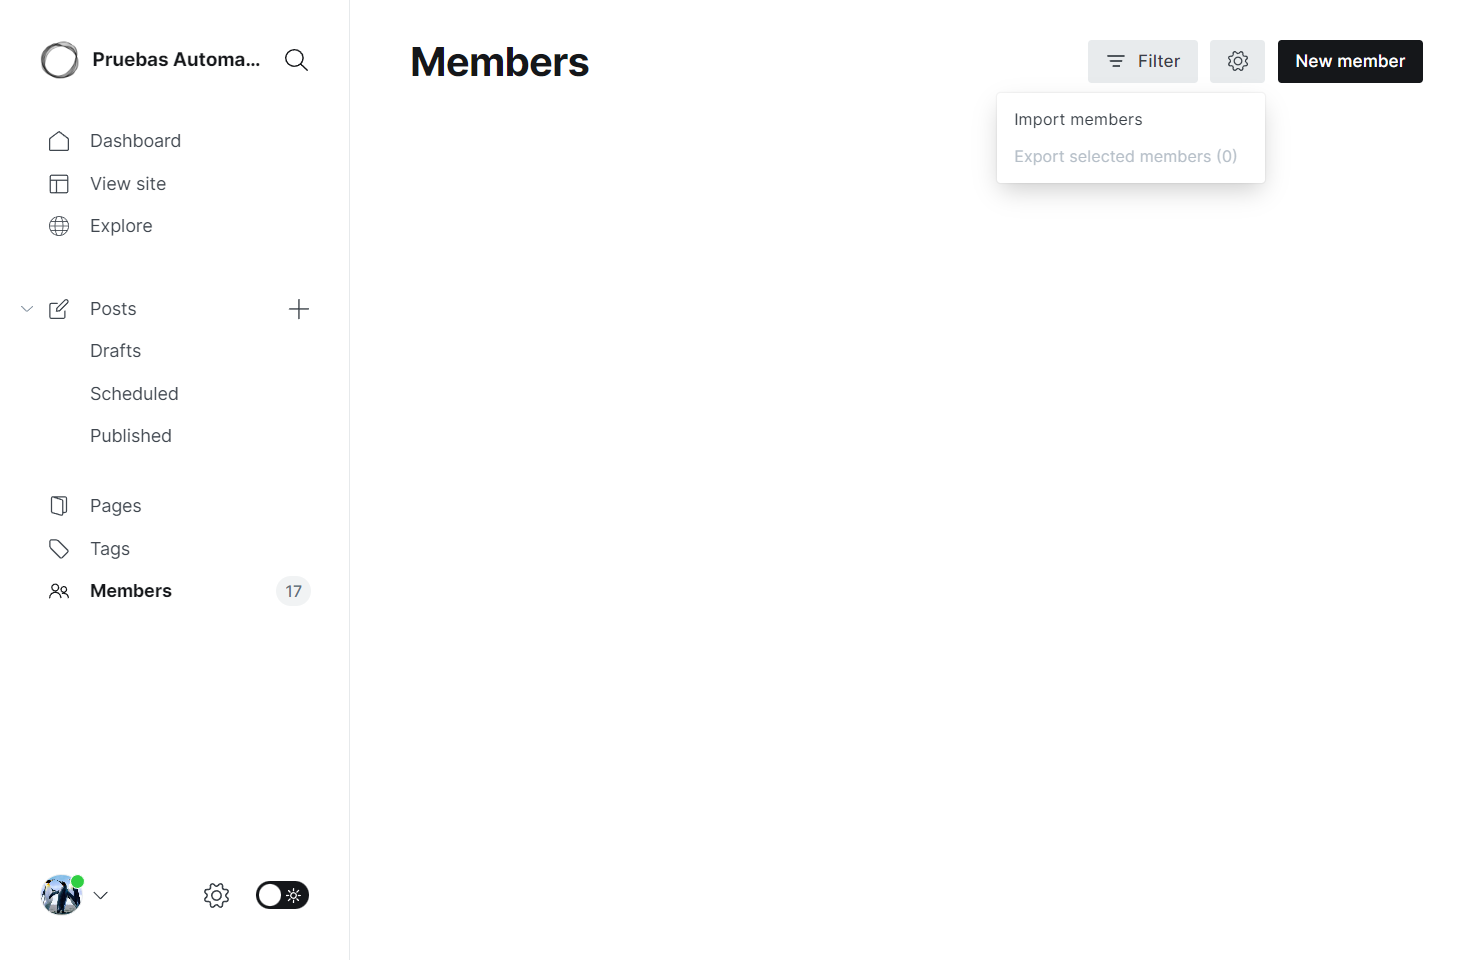 Pruebas Automa...
Dashboard
View site
Explore
Posts
Drafts
Scheduled
Published
Pages
Tags
Members
17
Members
Filter
New member
Import members
Export selected members (0)